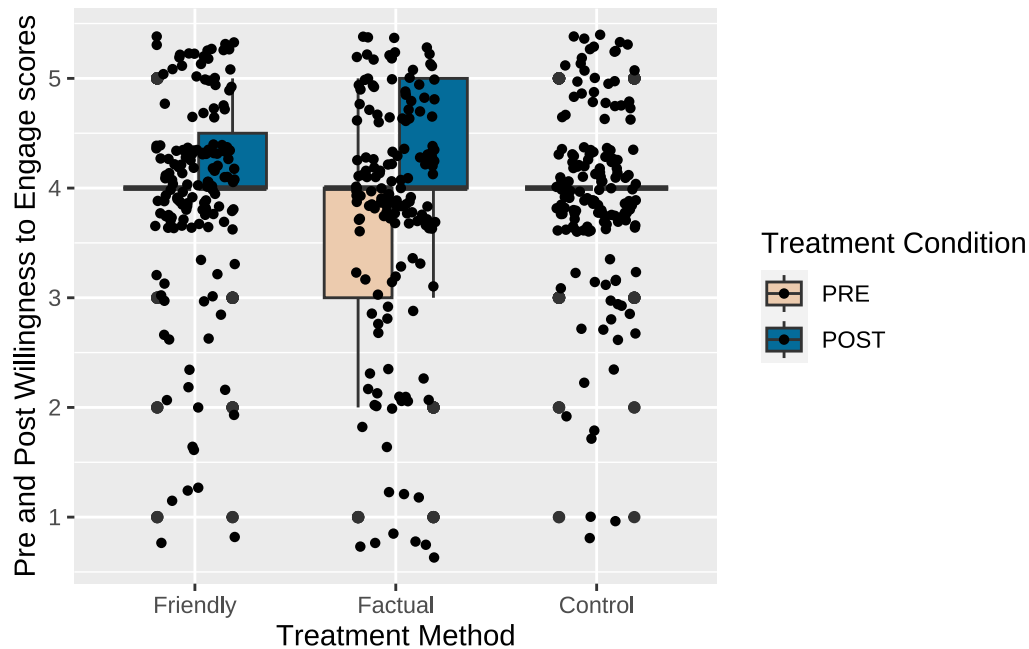 Pre and Post Willingness to Engage scores
5
4
3
2
1
Friendly
Factual
Control
Treatment Method
Treatment Condition
PRE
POST